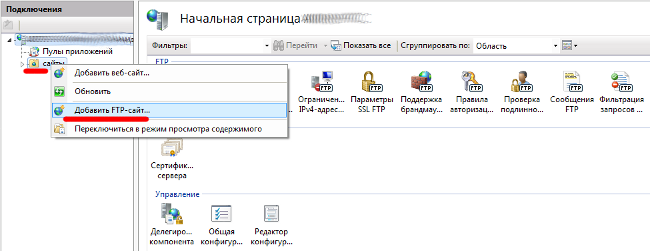 Подключения
Пулы приложений
сайты
Добавить веб-сайт...
Обновить
Добавить FTP-сайт...
Переключиться в режим просмотра содержимого
Начальная страница
Фильтры: Перейти Показать все Сгруппировать по: Область
FTP
Ограничен... IPv4-адрес...
Параметры SSL FTP
Поддержка брандмау...
Правила авторизац...
Проверка подлинно...
Сообщения FTP
Фильтрация запросов ...
Сертифик... сервера
Управление
Делегиро... компонента
Общая конфигур...
Редактор конфигур...